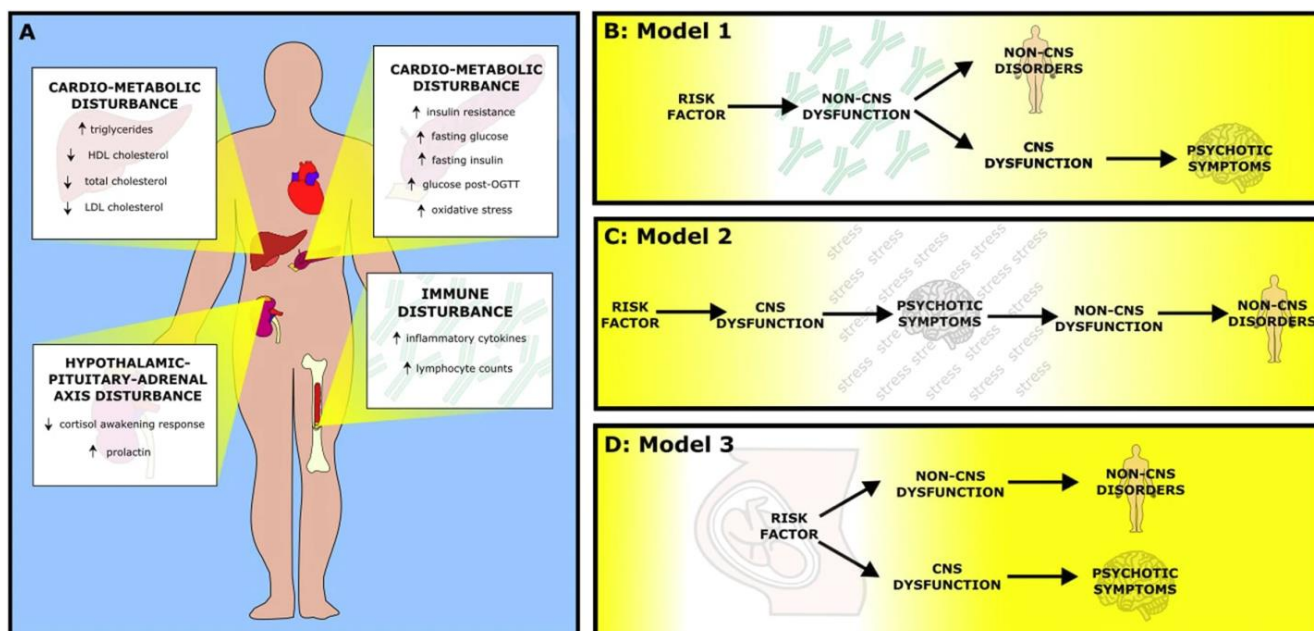 A
CARDIO-METABOLIC
DISTURBANCE
↑ triglycerides
↓ HDL cholesterol
↓ total cholesterol
↓ LDL cholesterol
CARDIO-METABOLIC
DISTURBANCE
↑ insulin resistance
↑ fasting glucose
↑ fasting insulin
↑ glucose post-OGTT
↑ oxidative stress
HYPOTHALAMIC-
PITUITARY-ADRENAL
AXIS DISTURBANCE
↓ cortisol awakening response
↑ prolactin
IMMUNE
DISTURBANCE
↑ inflammatory cytokines
↑ lymphocyte counts
B: Model 1
RISK
FACTOR
NON-CNS
DYSFUNCTION
NON-CNS
DISORDERS
CNS
DYSFUNCTION
PSYCHOTIC
SYMPTOMS
C: Model 2
RISK
FACTOR
CNS
DYSFUNCTION
stress stress stress
PSYCHOTIC
SYMPTOMS
NON-CNS
DYSFUNCTION
NON-CNS
DISORDERS
D: Model 3
RISK
FACTOR
NON-CNS
DYSFUNCTION
NON-CNS
DISORDERS
CNS
DYSFUNCTION
PSYCHOTIC
SYMPTOMS